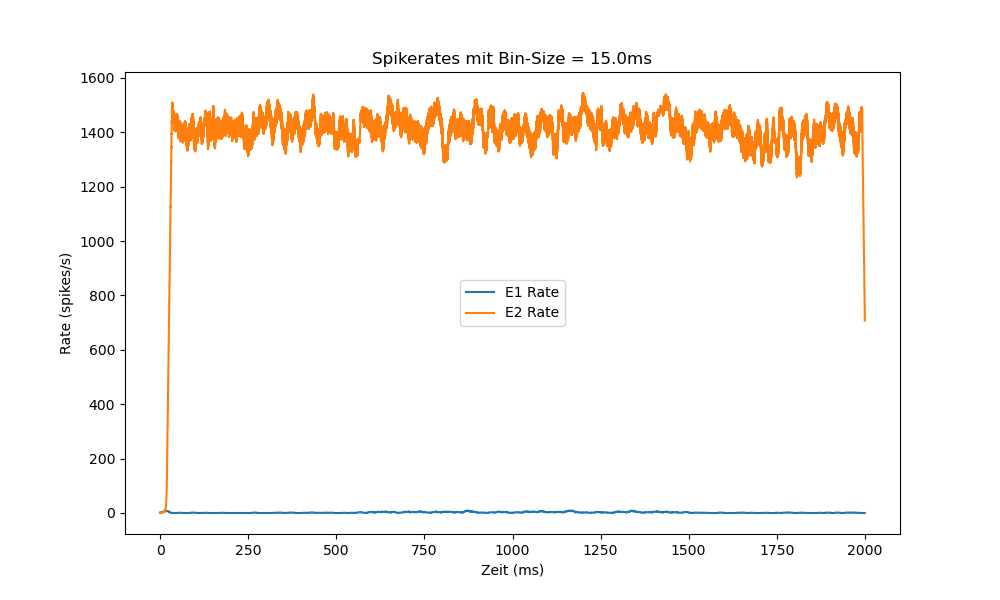 Spikerates mit Bin-Size = 15.0ms
1600
1400
1200
1000
800
600
400
200
0
Rate (spikes/s)
E1 Rate
E2 Rate
0 250 500 750 1000 1250 1500 1750 2000
Zeit (ms)